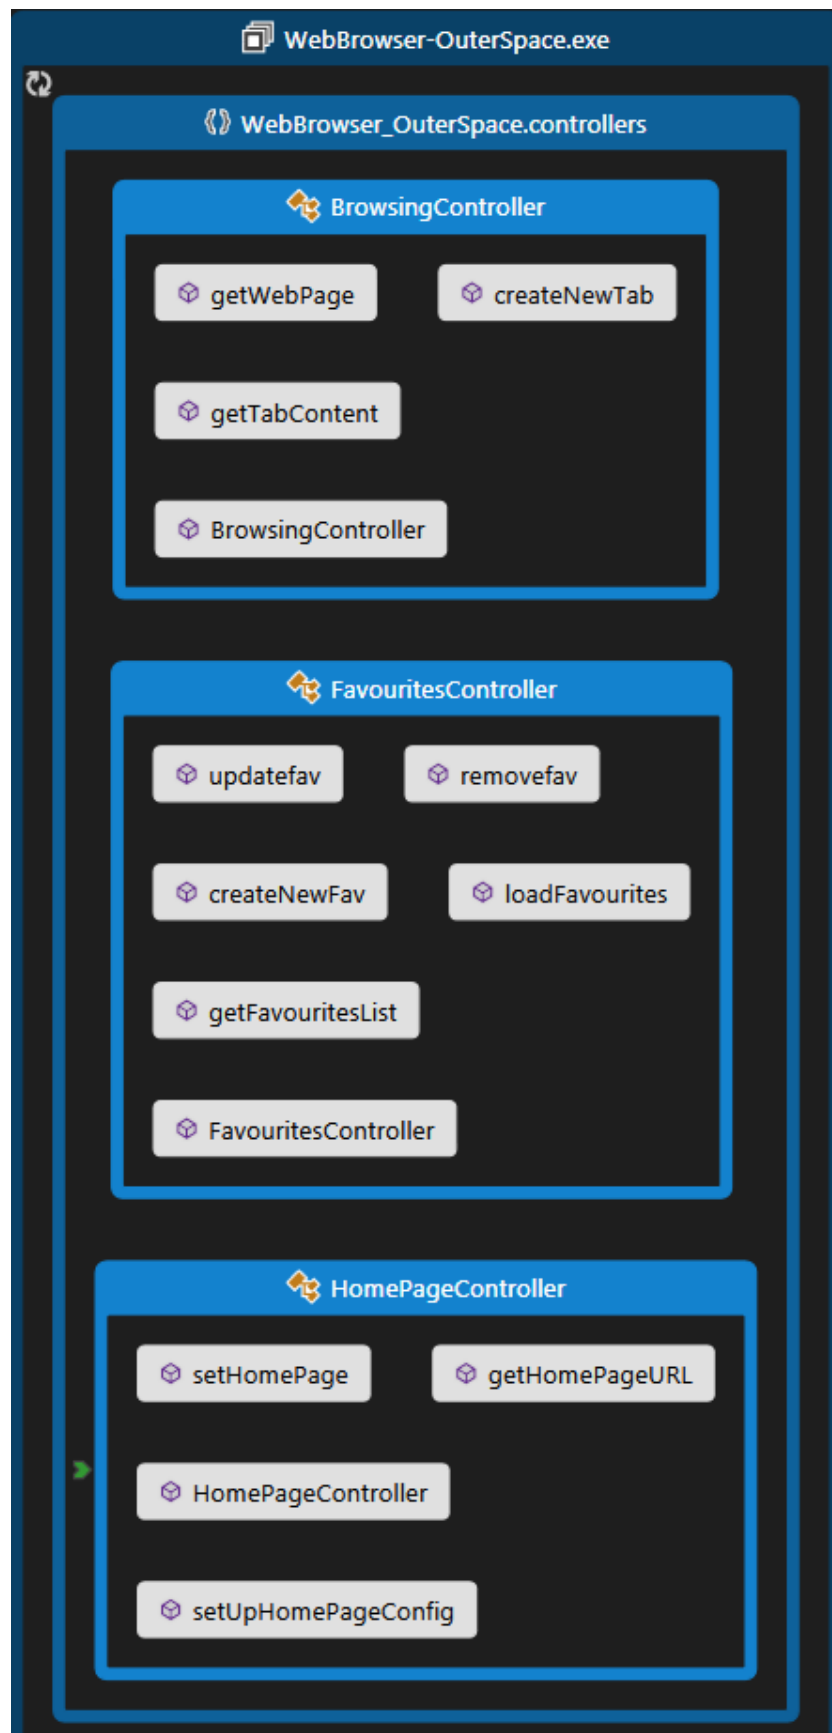 WebBrowser-OuterSpace.exe
WebBrowser_OuterSpace.controllers
BrowsingController
getWebPage createNewTab
getTabContent
BrowsingController
FavouritesController
updatefav removefav
createNewFav loadFavourites
getFavouritesList
FavouritesController
HomePageController
setHomePage getHomePageURL
HomePageController
setUpHomePageConfig